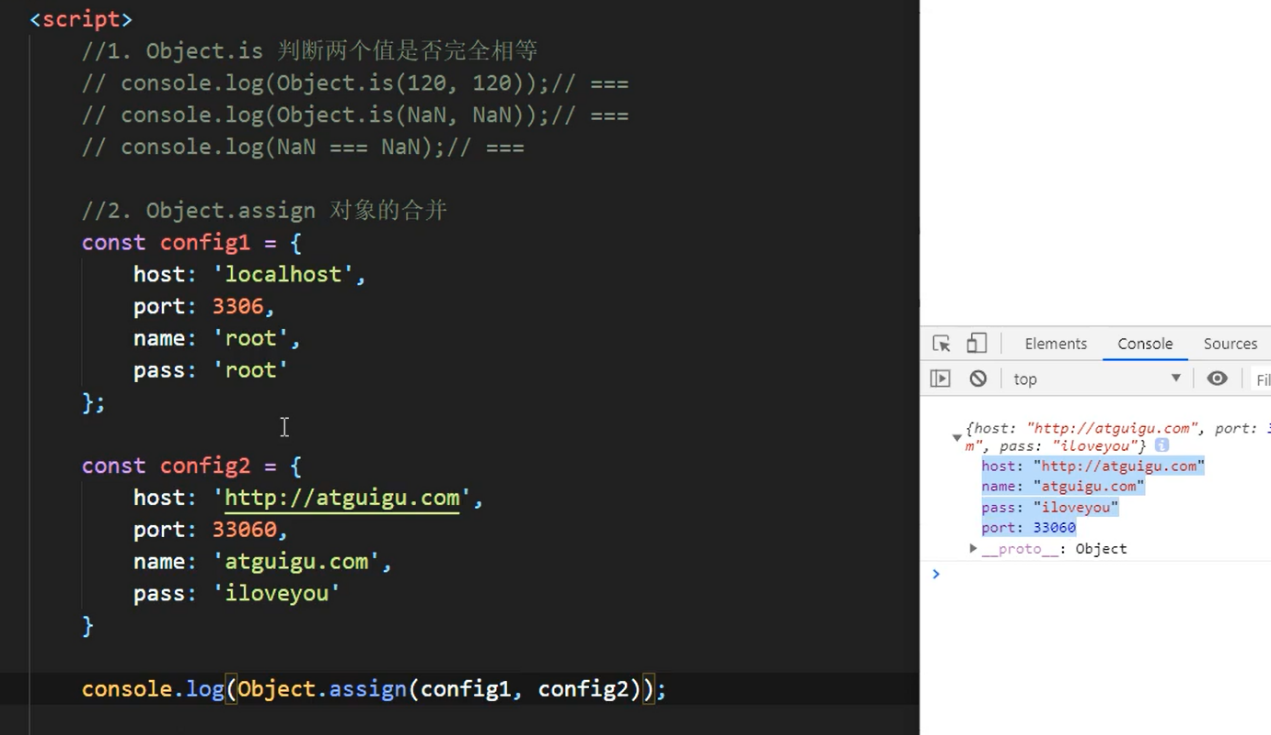 <script>
//1. Object.is 判断两个值是否完全相等
// console.log(Object.is(120, 120));// ===
// console.log(Object.is(NaN, NaN));// ===
// console.log(NaN === NaN);// ===
//2. Object.assign 对象的合并
const config1 = {
host: 'localhost',
port: 3306,
name: 'root',
pass: 'root'
};
const config2 = {
host: 'http://atguigu.com',
port: 33060,
name: 'atguigu.com',
pass: 'iloveyou'
}
console.log(Object.assign(config1, config2));
Elements Console Sources
top
{host: "http://atguigu.com", port:
m", pass: "iloveyou"}
host: "http://atguigu.com"
name: "atguigu.com"
pass: "iloveyou"
port: 33060
__proto__: Object
>